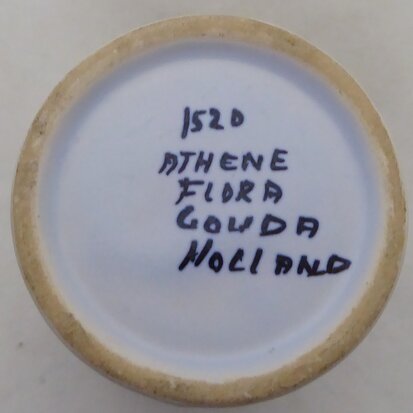 1520
ATHENE
FLORA
GOUDA
HOLLAND